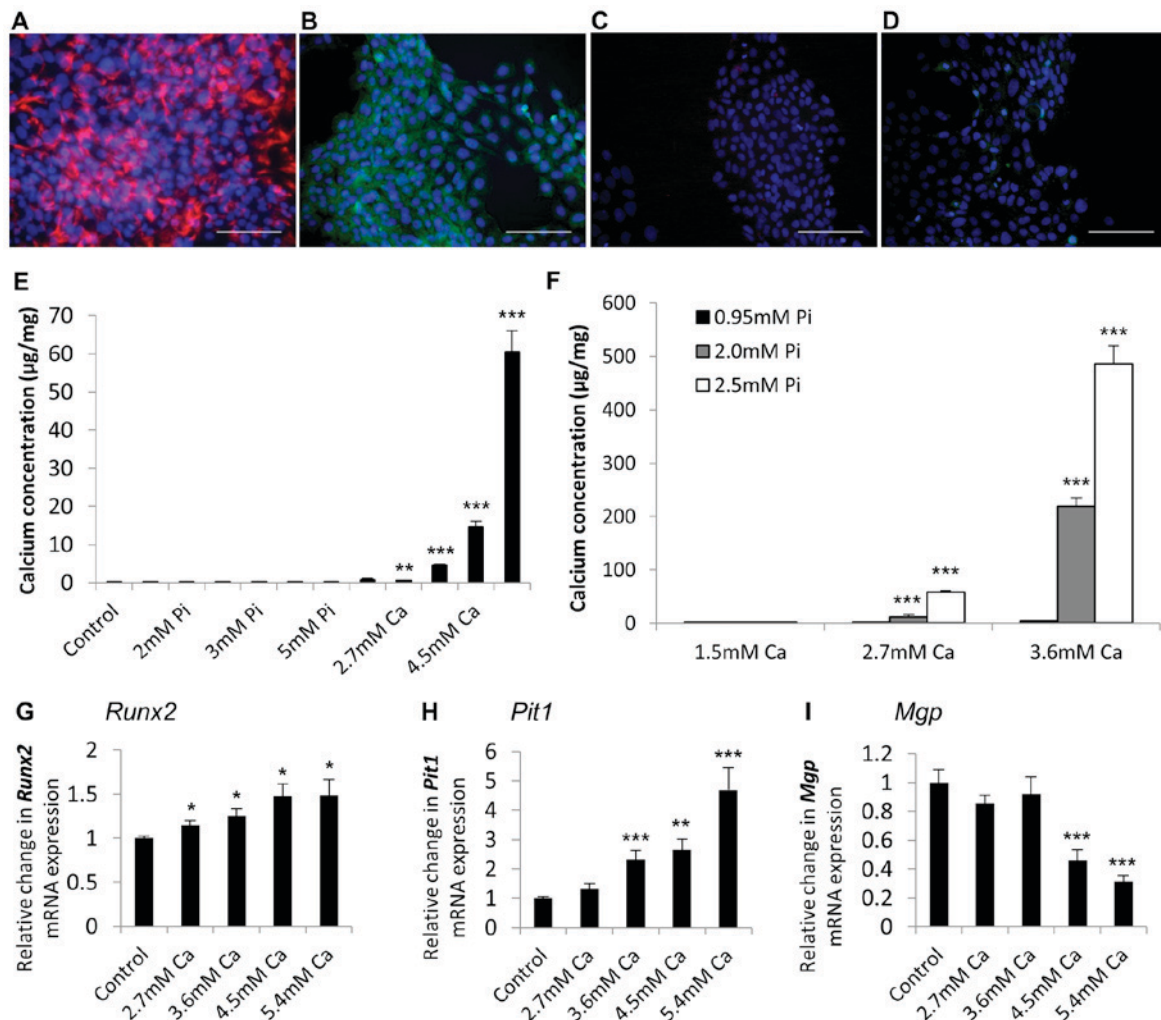 A
B
C
D
E
Calcium concentration (µg/mg)
70
60
50
40
30
20
10
0
**
***
***
***
Control
2mM Pi
3mM Pi
5mM Pi
2.7mM Ca
4.5mM Ca
F
Calcium concentration (µg/mg)
600
500
400
300
200
100
0
0.95mM Pi
2.0mM Pi
2.5mM Pi
***
***
***
***
1.5mM Ca
2.7mM Ca
3.6mM Ca
G
Runx2
Relative change in Runx2
mRNA expression
2
1.5
1
0.5
0
*
*
*
*
Control
2.7mM Ca
3.6mM Ca
4.5mM Ca
5.4mM Ca
H
Pit1
Relative change in Pit1
mRNA expression
6
5
4
3
2
1
0
***
**
***
Control
2.7mM Ca
3.6mM Ca
4.5mM Ca
5.4mM Ca
I
Mgp
Relative change in Mgp
mRNA expression
1.2
1
0.8
0.6
0.4
0.2
0
***
***
Control
2.7mM Ca
3.6mM Ca
4.5mM Ca
5.4mM Ca